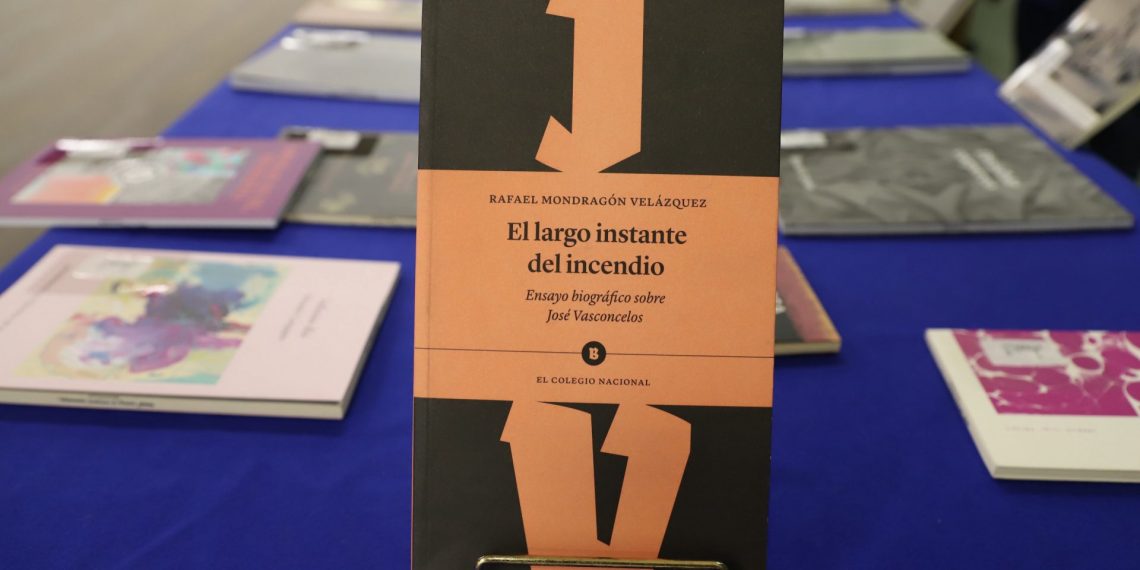 J
RAFAEL MONDRAGÓN VELÁZQUEZ
El largo instante
del incendio
Ensayo biográfico sobre
José Vasconcelos
B
EL COLEGIO NACIONAL
V